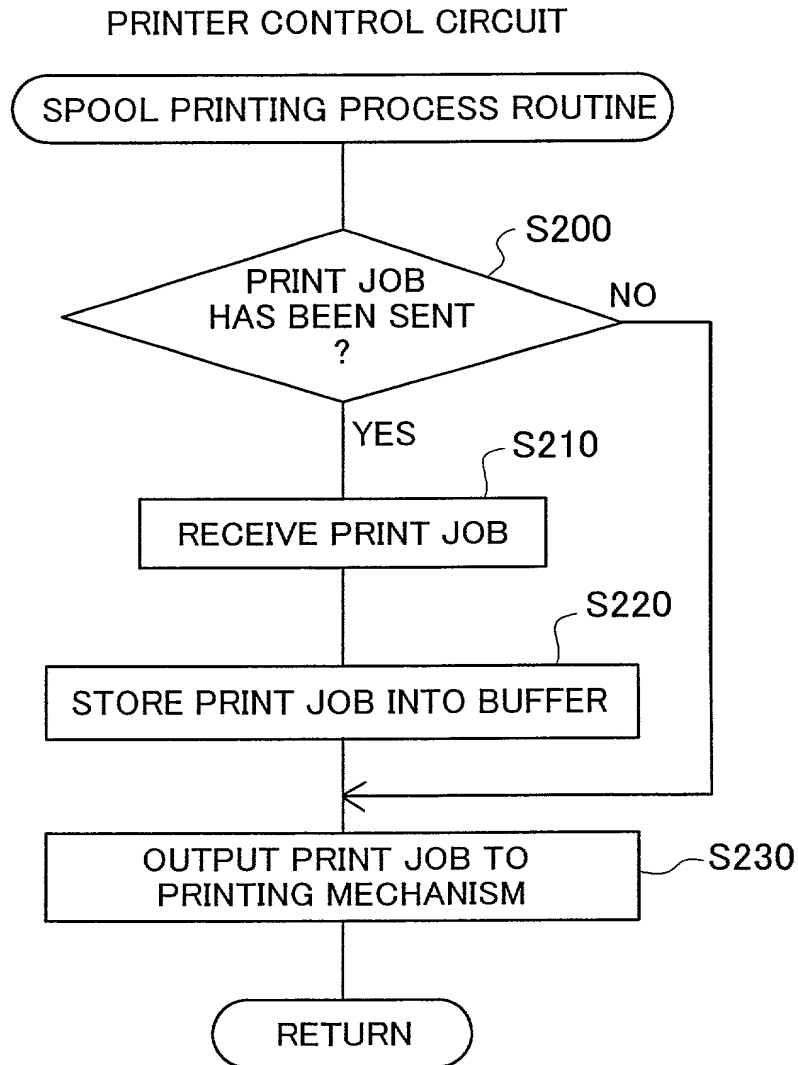 PRINTER CONTROL CIRCUIT
SPOOL PRINTING PROCESS ROUTINE
S200
PRINT JOB
HAS BEEN SENT
?
NO
YES
S210
RECEIVE PRINT JOB
S220
STORE PRINT JOB INTO BUFFER
OUTPUT PRINT JOB TO
PRINTING MECHANISM
S230
RETURN